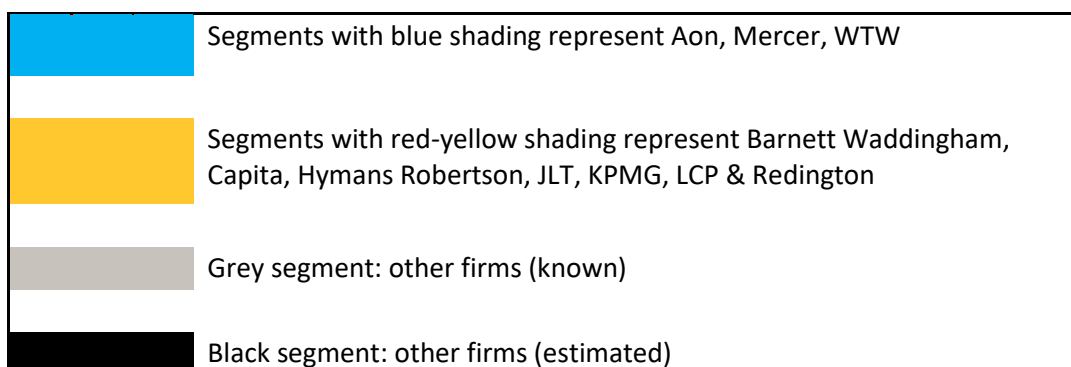 Segments with blue shading represent Aon, Mercer, WTW
Segments with red-yellow shading represent Barnett Waddingham,
Capita, Hymans Robertson, JLT, KPMG, LCP & Redington
Grey segment: other firms (known)
Black segment: other firms (estimated)